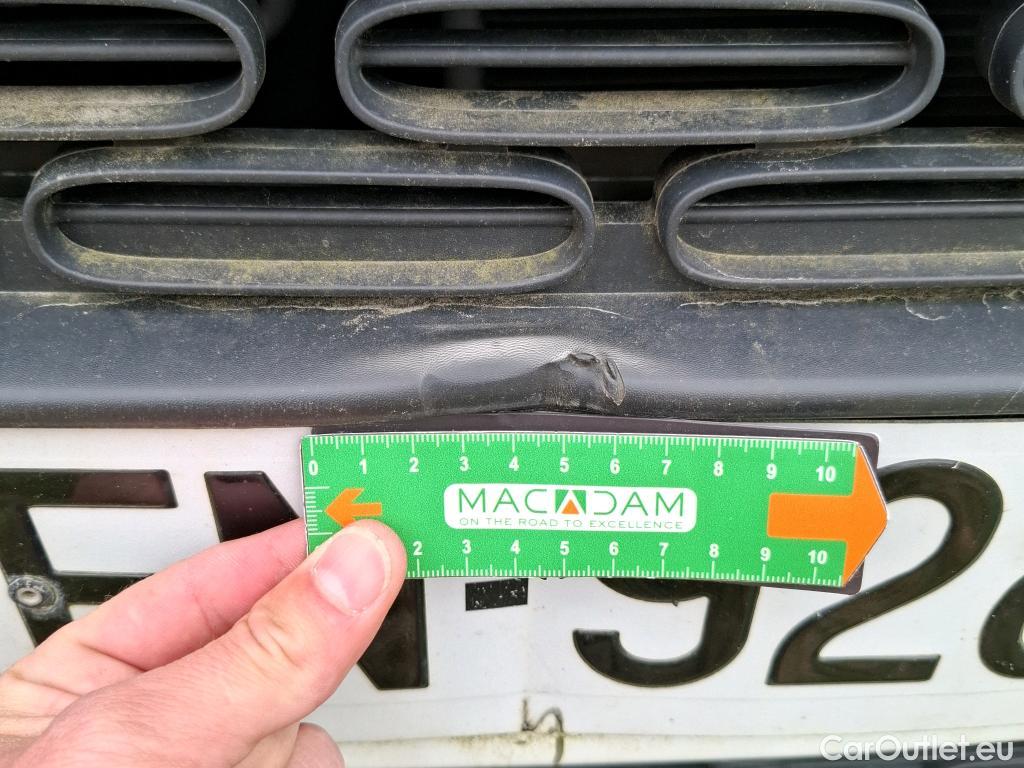 0 1 2 3 4 5 6 7 8 9 10
MACADAM
ON THE ROAD TO EXCELLENCE
2 3 4 5 6 7 8 9 10
92
CarOutlet.eu